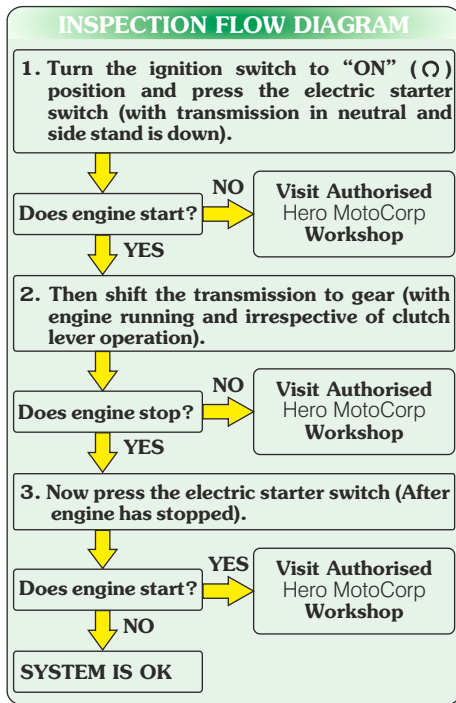 INSPECTION FLOW DIAGRAM
1. Turn the ignition switch to “ON” ( )
position and press the electric starter
switch (with transmission in neutral and
side stand is down).
NO
Does engine start?
Visit Authorised
Hero MotoCorp
Workshop
YES
2. Then shift the transmission to gear (with
engine running and irrespective of clutch
lever operation).
NO
Does engine stop?
Visit Authorised
Hero MotoCorp
Workshop
YES
3. Now press the electric starter switch (After
engine has stopped).
YES
Does engine start?
Visit Authorised
Hero MotoCorp
Workshop
NO
SYSTEM IS OK